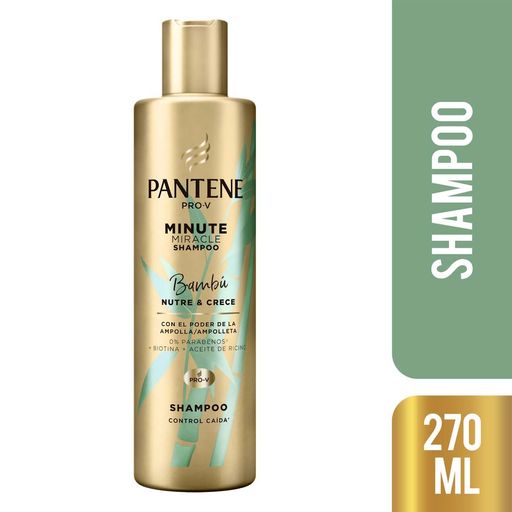 PANTENE
PRO-V
MINUTE
MIRACLE
SHAMPOO
Bambú
NUTRE & CRECE
CON EL PODER DE LA
AMPOLLA/AMPOLLETA
0% PARABENOS¹
+ BIOTINA + ACEITE DE RICINO
PRO-V
SHAMPOO
CONTROL CAÍDA*
SHAMPOO
270
ML